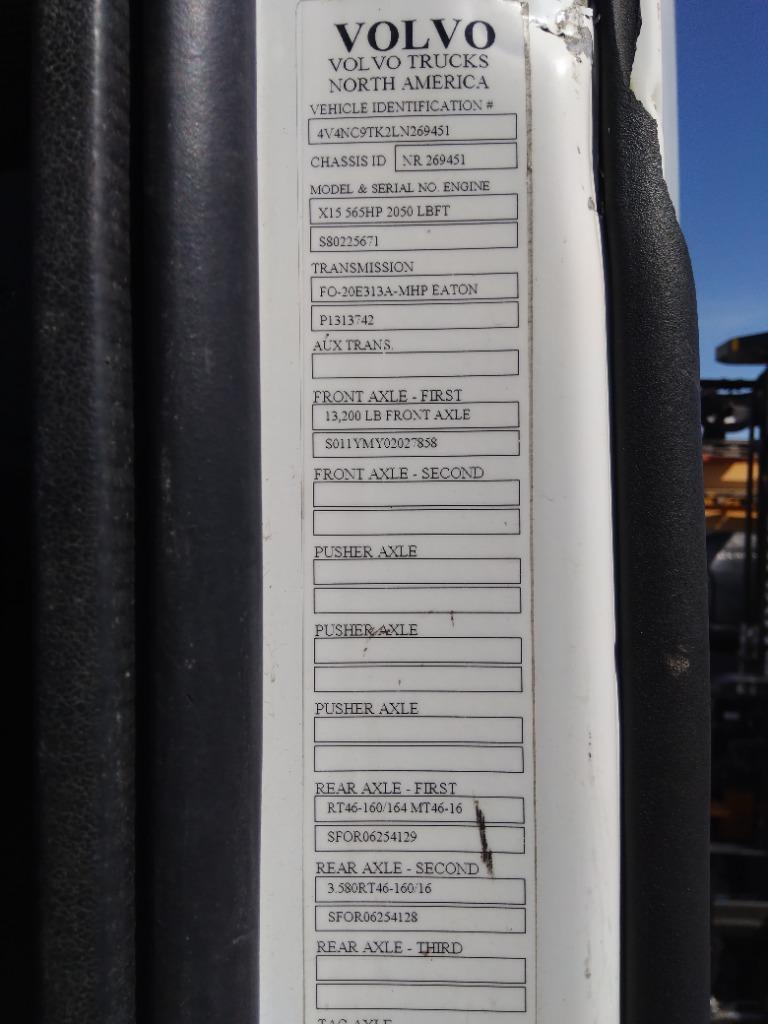 VOLVO
VOLVO TRUCKS
NORTH AMERICA
VEHICLE IDENTIFICATION #
4V4NC9TK2LN269451
CHASSIS ID NR 269451
MODEL & SERIAL NO. ENGINE
X15 565HP 2050 LBFT
S80225671
TRANSMISSION
FO-20E313A-MHP EATON
P1313742
AUX TRANS.
FRONT AXLE - FIRST
13,200 LB FRONT AXLE
S011YMY02027858
FRONT AXLE - SECOND
PUSHER AXLE
PUSHER AXLE
PUSHER AXLE
REAR AXLE - FIRST
RT46-160/164 MT46-16
SFOR06254129
REAR AXLE - SECOND
3.580RT46-160/16
SFOR06254128
REAR AXLE - THIRD
TAG AXLE